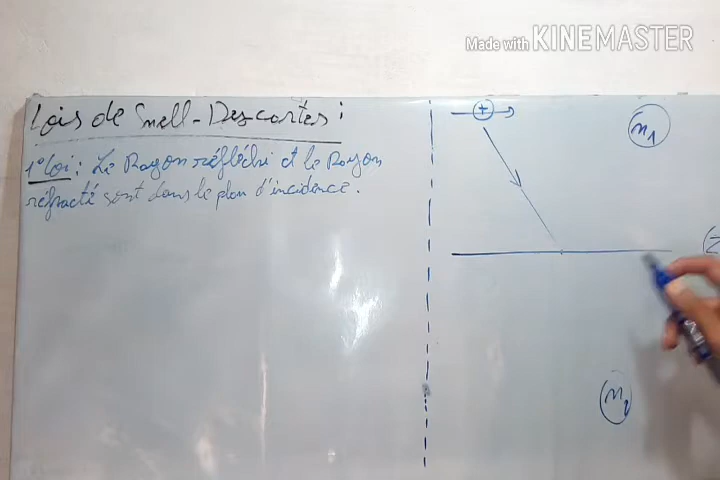 Made with KINEMASTER
Lois de Snell-Descartes :
1° Loi : Le Rayon réfléchi et le Rayon
réfracté sont dans le plan d'incidence.
+
n1
n2